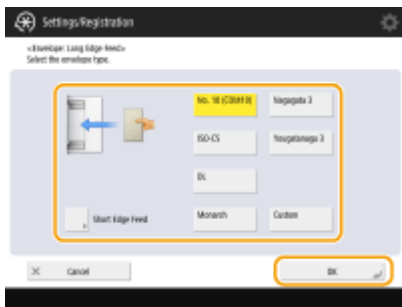 Settings/Registration
<Envelope: Long Edge Feed>
Select the envelope type.
No. 10 (COM10)
Nagagata 3
ISO-C5
Yougatanaga 3
DL
Short Edge Feed
Monarch
Custom
Cancel
OK